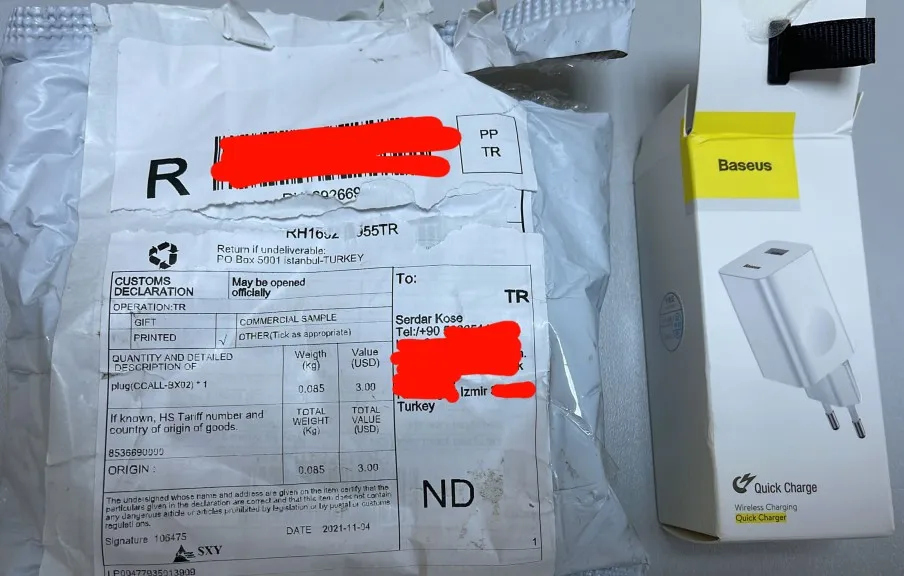 R
PP
TR
RH1692 055TR
Return if undeliverable:
PO Box 5001 istanbul-TURKEY
CUSTOMS
DECLARATION
May be opened
officially
To:
TR
OPERATION:TR
GIFT
COMMERCIAL SAMPLE
PRINTED
√
OTHER(Tick as appropriate)
Serdar Kose
Tel:/+90
Izmir
Turkey
QUANTITY AND DETAILED
DESCRIPTION OF
Weigth
(Kg)
Value
(USD)
plug(CCALL-BX02) * 1
0.085
3.00
If known, HS Tariff number and
country of origin of goods.
TOTAL
WEIGHT
(Kg)
TOTAL
VALUE
(USD)
8536690000
ORIGIN :
0.085
3.00
The undersigned whose name and address are given on the item certify that the
particulars given in the declaration are correct and that this item does not contain
any dangerous article or articles prohibited by legislation or by postal or customs
regulations.
Signature 106475
DATE 2021-11-04
SXY
ND
1
Baseus
Baseus
Quick Charge
Wireless Charging
Quick Charger